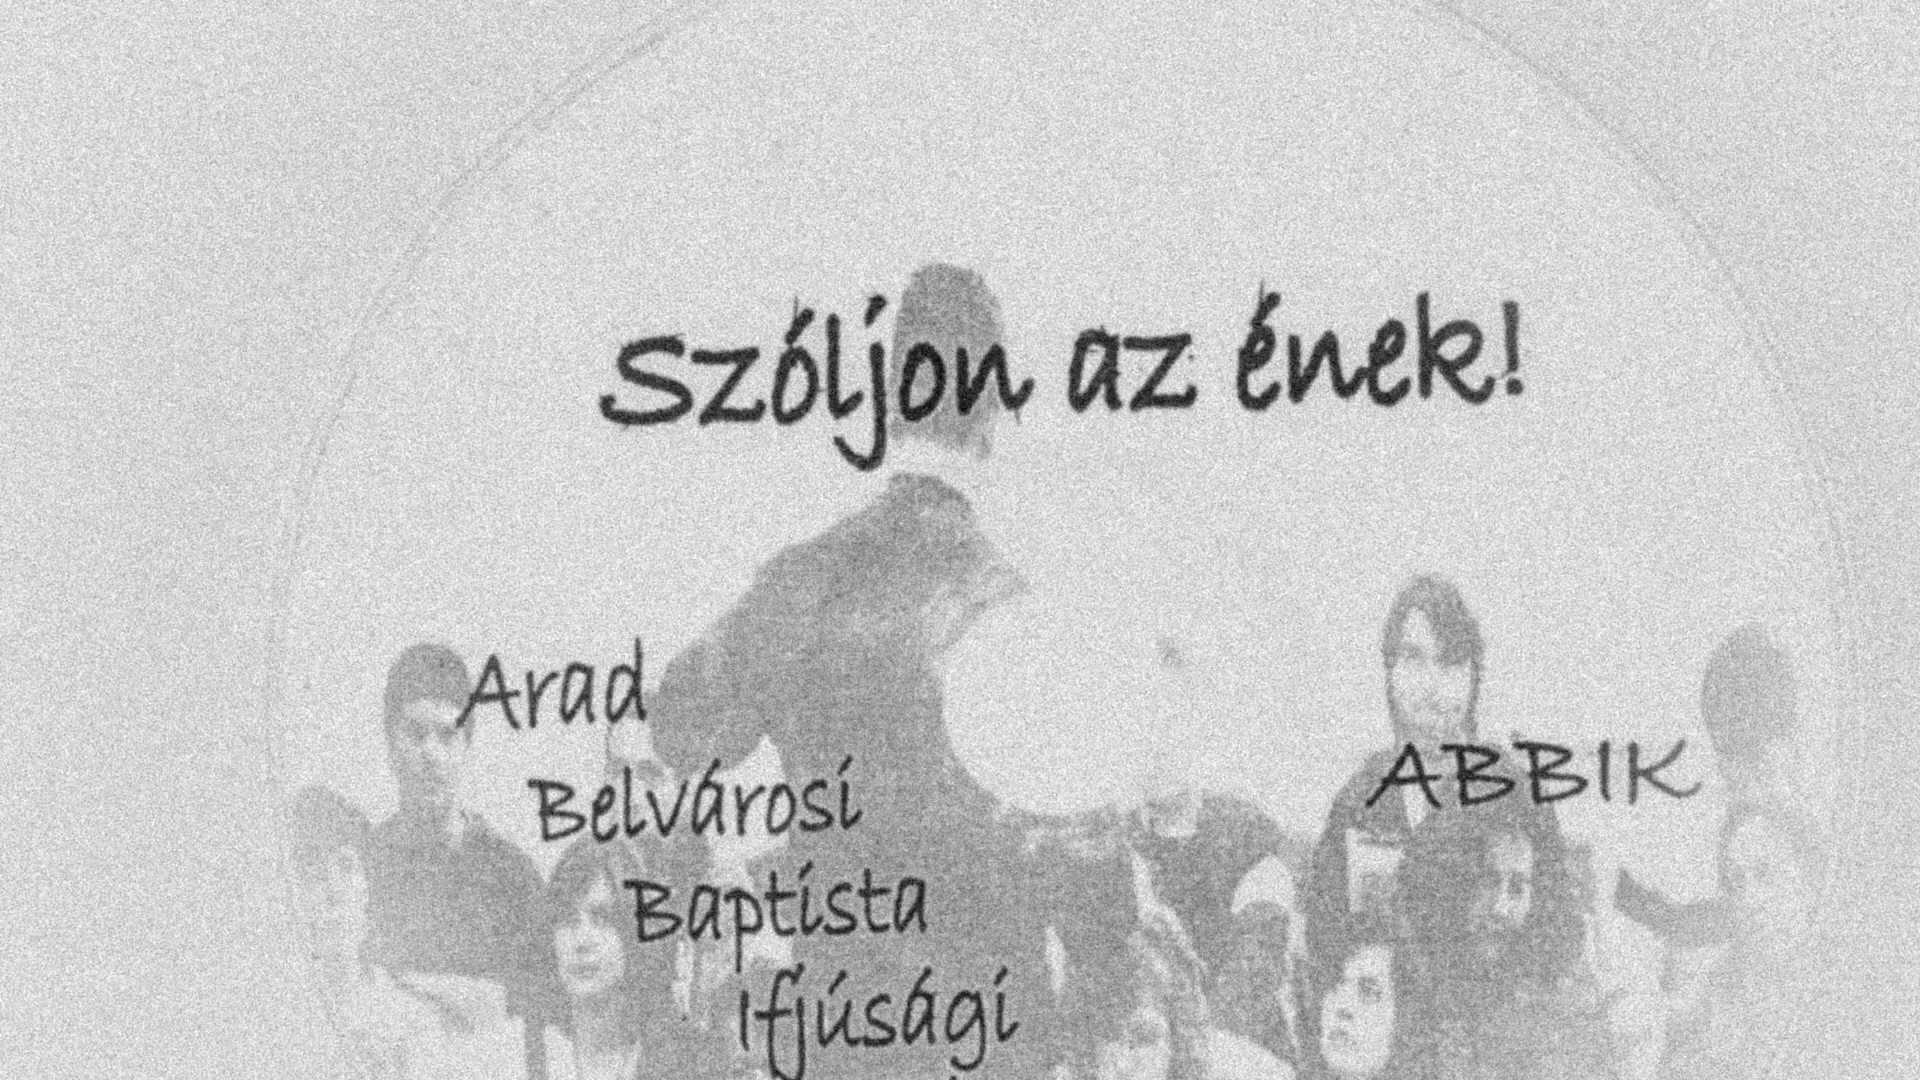 Szóljon az ének!
Arad
ABBIK
Belvárosi
Baptista
Ifjúsági